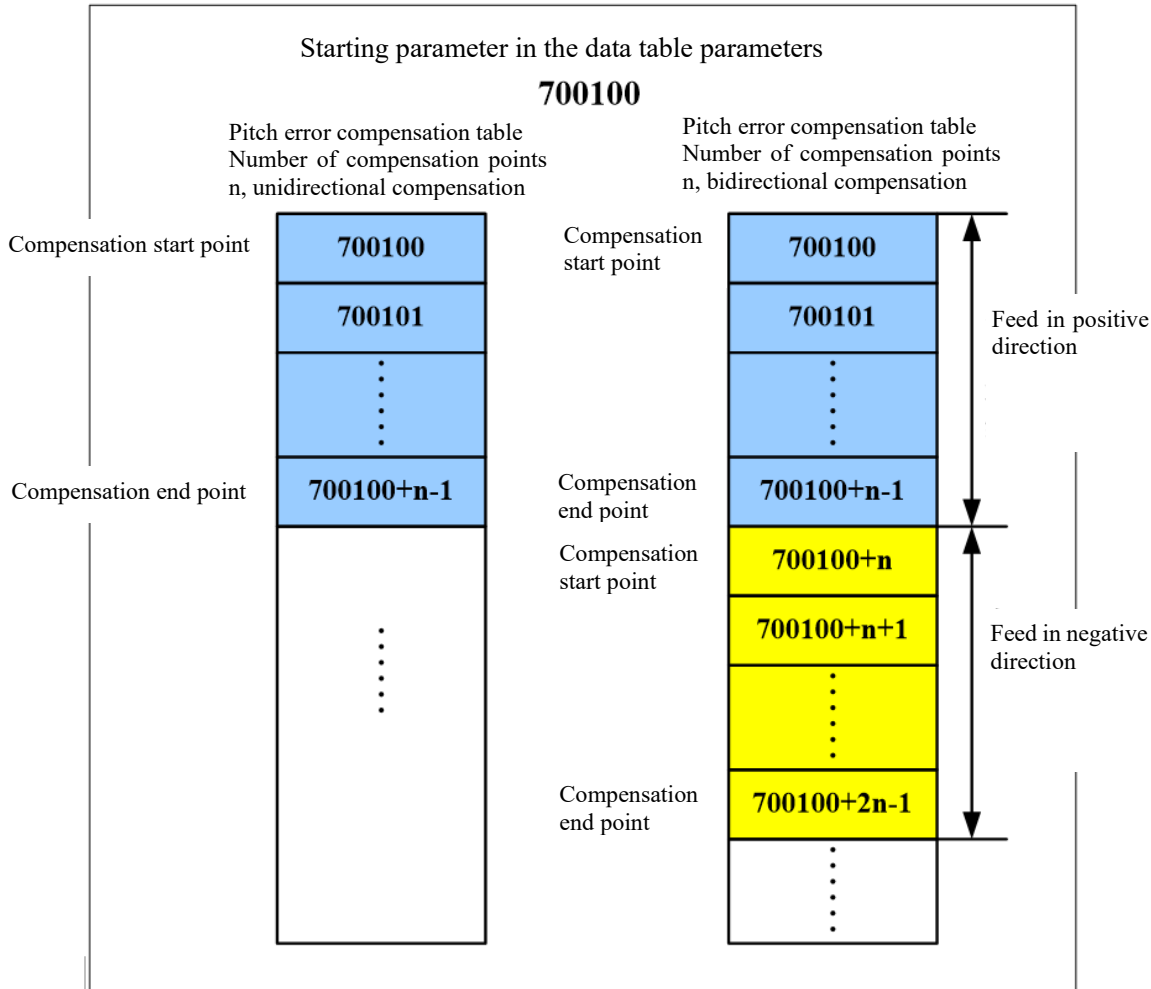 Starting parameter in the data table parameters
700100
Pitch error compensation table
Number of compensation points
n, unidirectional compensation
Compensation start point
700100
700101
Compensation end point
700100+n-1
Pitch error compensation table
Number of compensation points
n, bidirectional compensation
Compensation
start point
700100
700101
Feed in positive
direction
Compensation
end point
700100+n-1
Compensation
start point
700100+n
700100+n+1
Feed in negative
direction
Compensation
end point
700100+2n-1